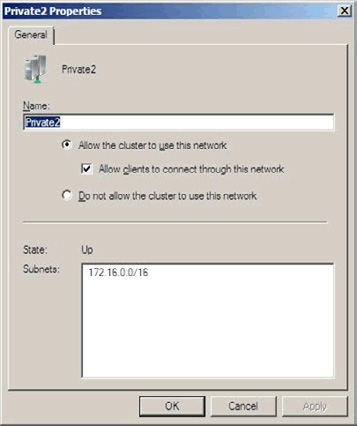 Private2 Properties
General
Private2
Name:
Private2
Allow the cluster to use this network
Allow clients to connect through this network
Do not allow the cluster to use this network
State: Up
Subnets:
172.16.0.0/16
OK Cancel Apply